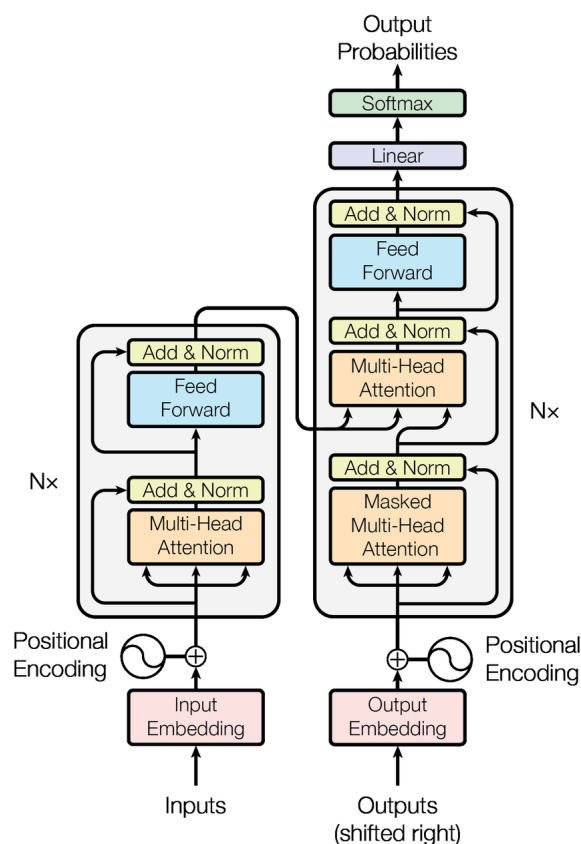 Output
Probabilities
Softmax
Linear
Add & Norm
Feed
Forward
Add & Norm
Multi-Head
Attention
Add & Norm
Masked
Multi-Head
Attention
N×
Add & Norm
Feed
Forward
Add & Norm
Multi-Head
Attention
N×
Positional
Encoding
Positional
Encoding
Input
Embedding
Output
Embedding
Inputs
Outputs
(shifted right)